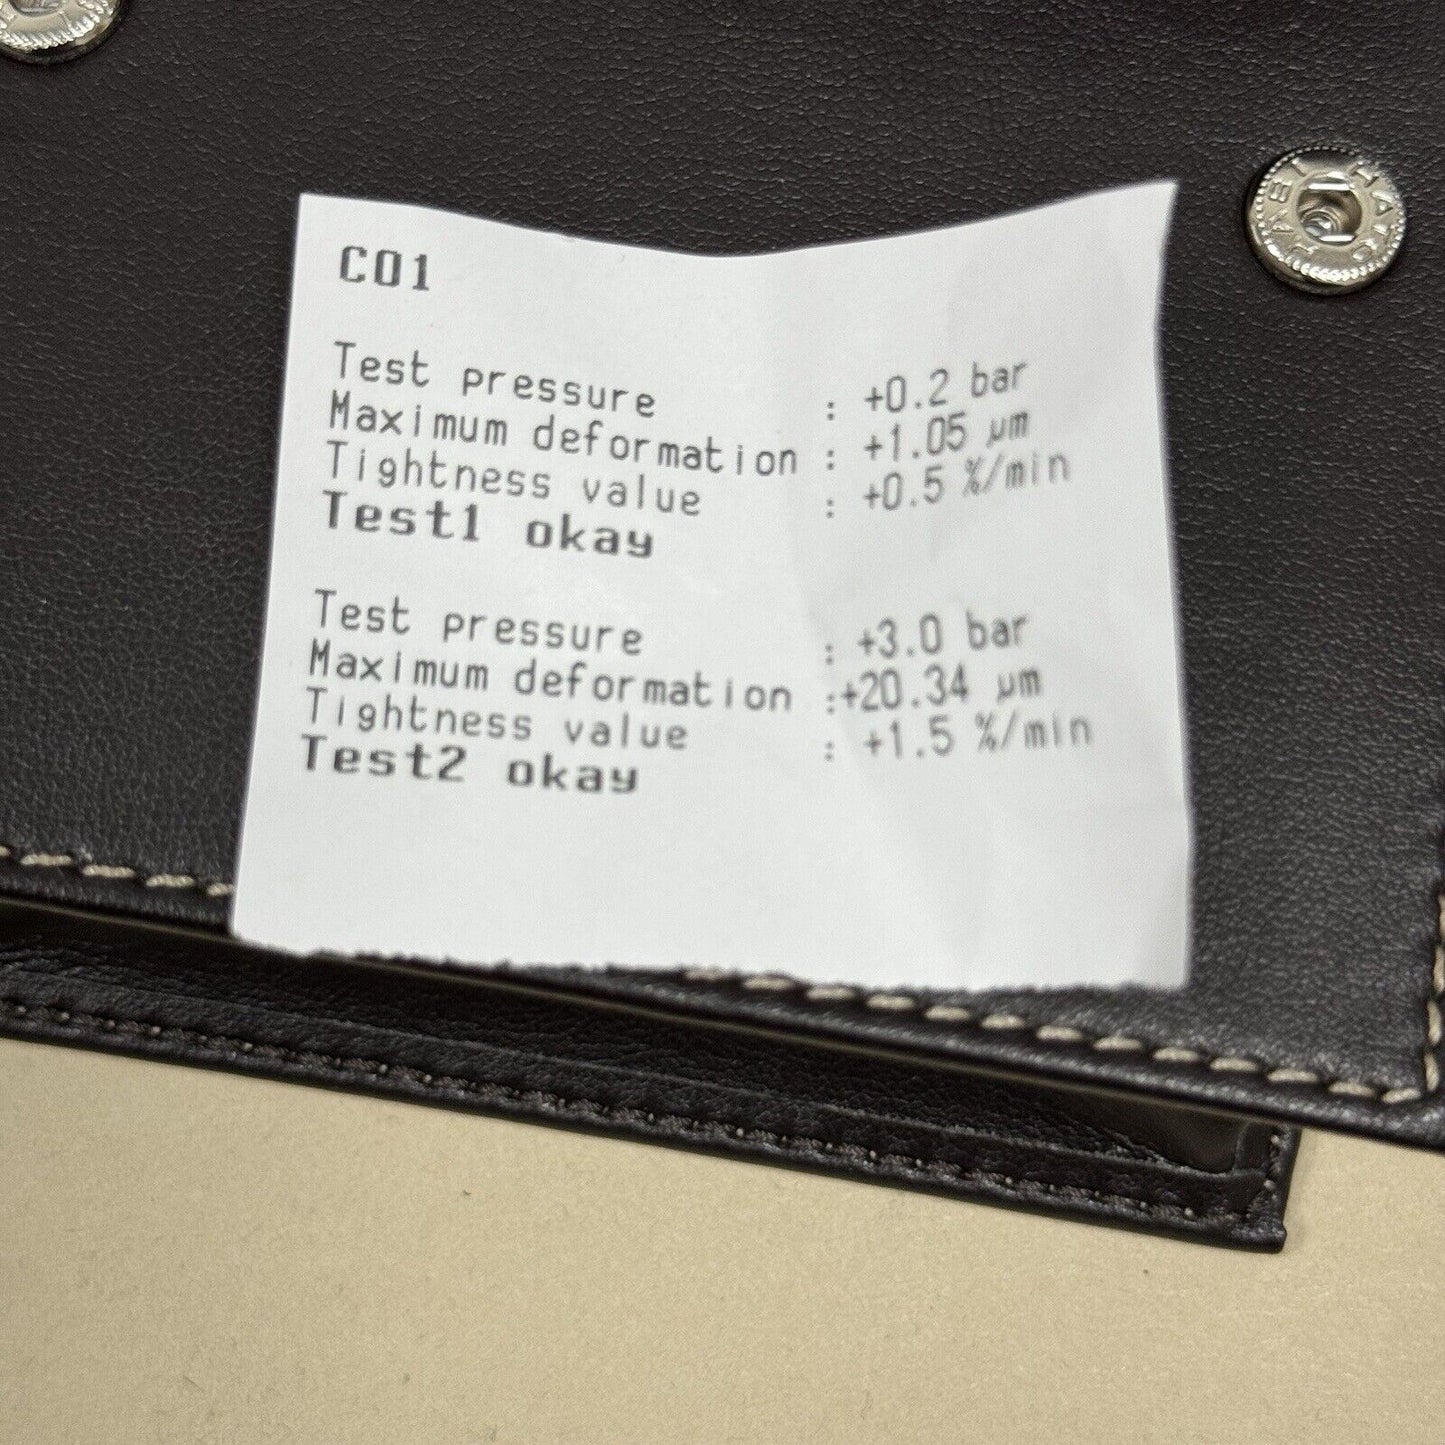 C01
Test pressure : +0.2 bar
Maximum deformation : +1.05 µm
Tightness value : +0.5 %/min
Test1 okay
Test pressure : +3.0 bar
Maximum deformation :+20.34 µm
Tightness value : +1.5 %/min
Test2 okay